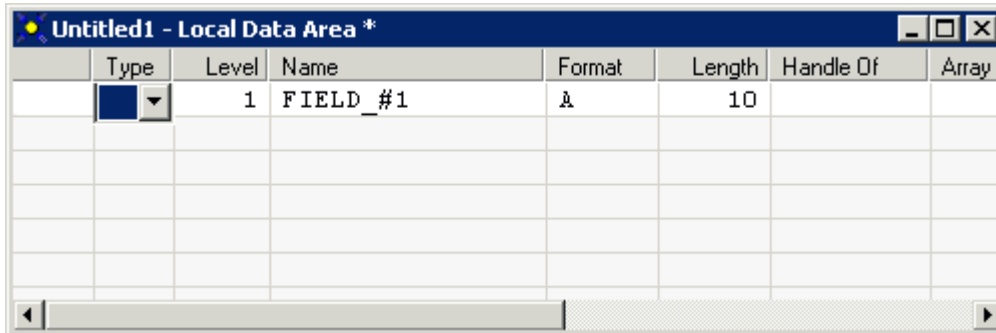 Untitled1 - Local Data Area *
Type Level Name Format Length Handle Of Array
1 FIELD_#1 A 10